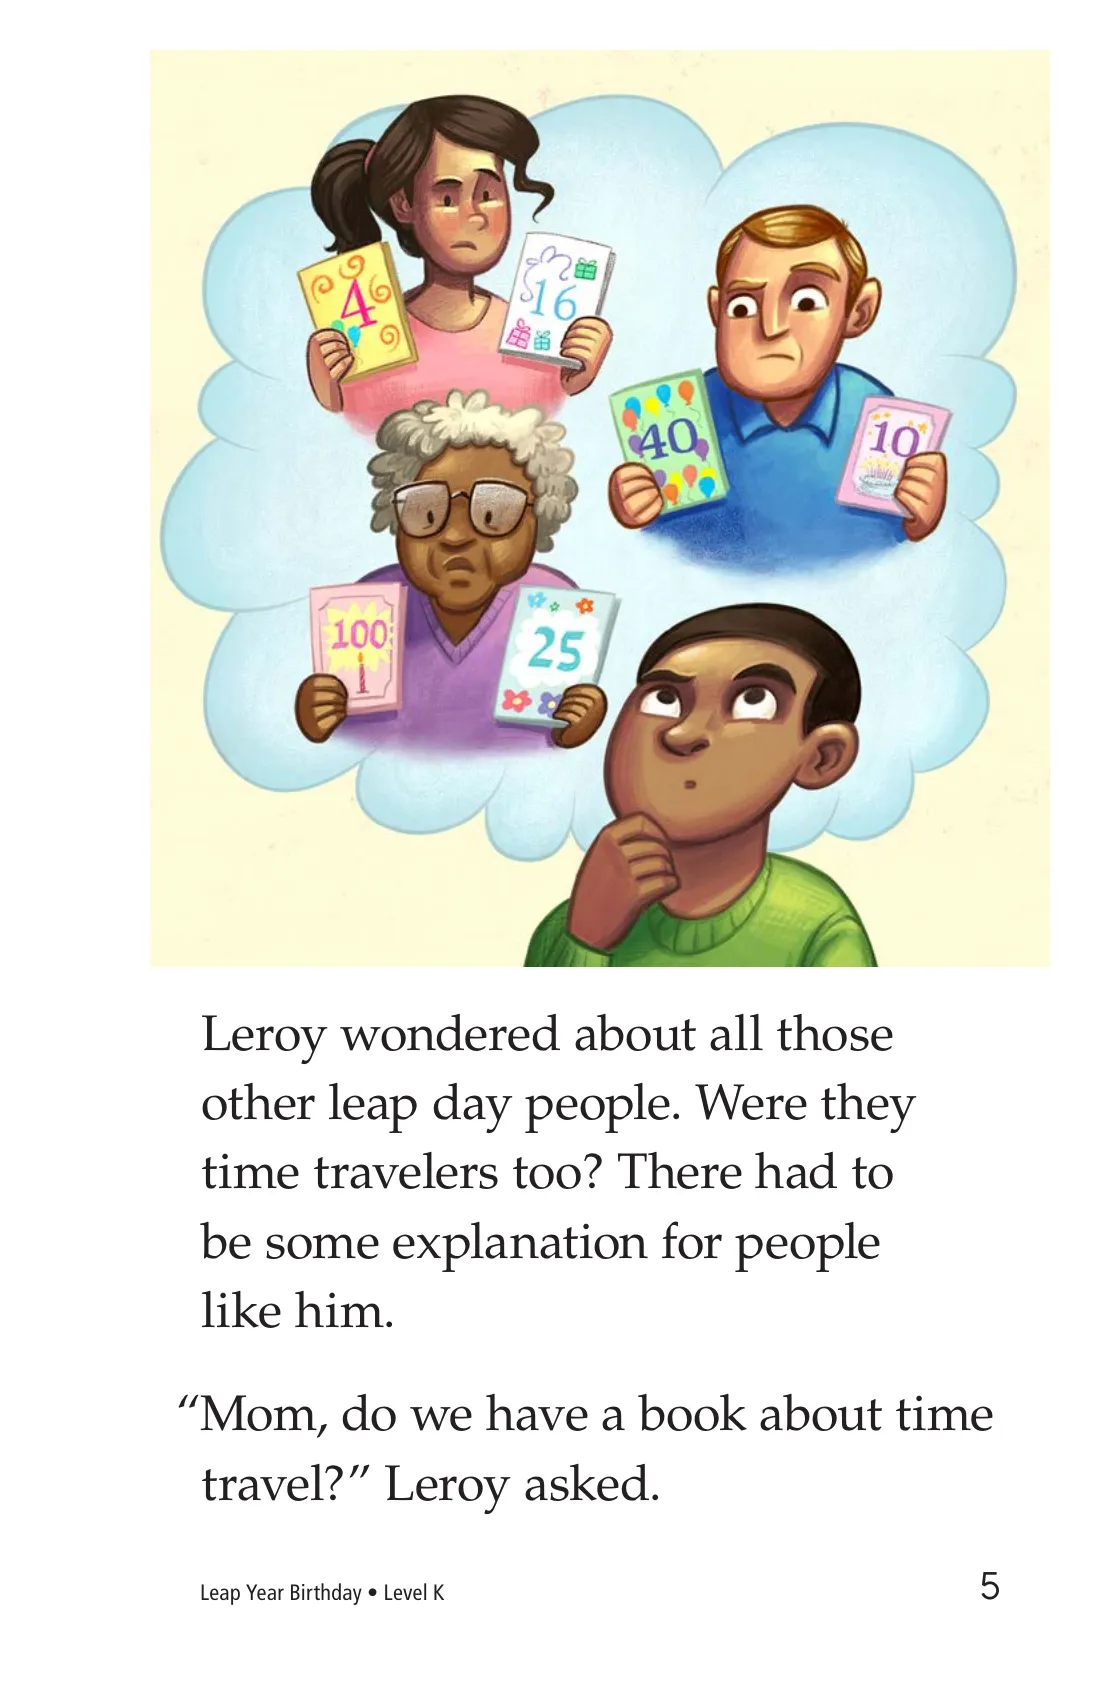 4
16
40
10
100
25
Leroy wondered about all those
other leap day people. Were they
time travelers too? There had to
be some explanation for people
like him.
“Mom, do we have a book about time
travel?” Leroy asked.
Leap Year Birthday • Level K
5